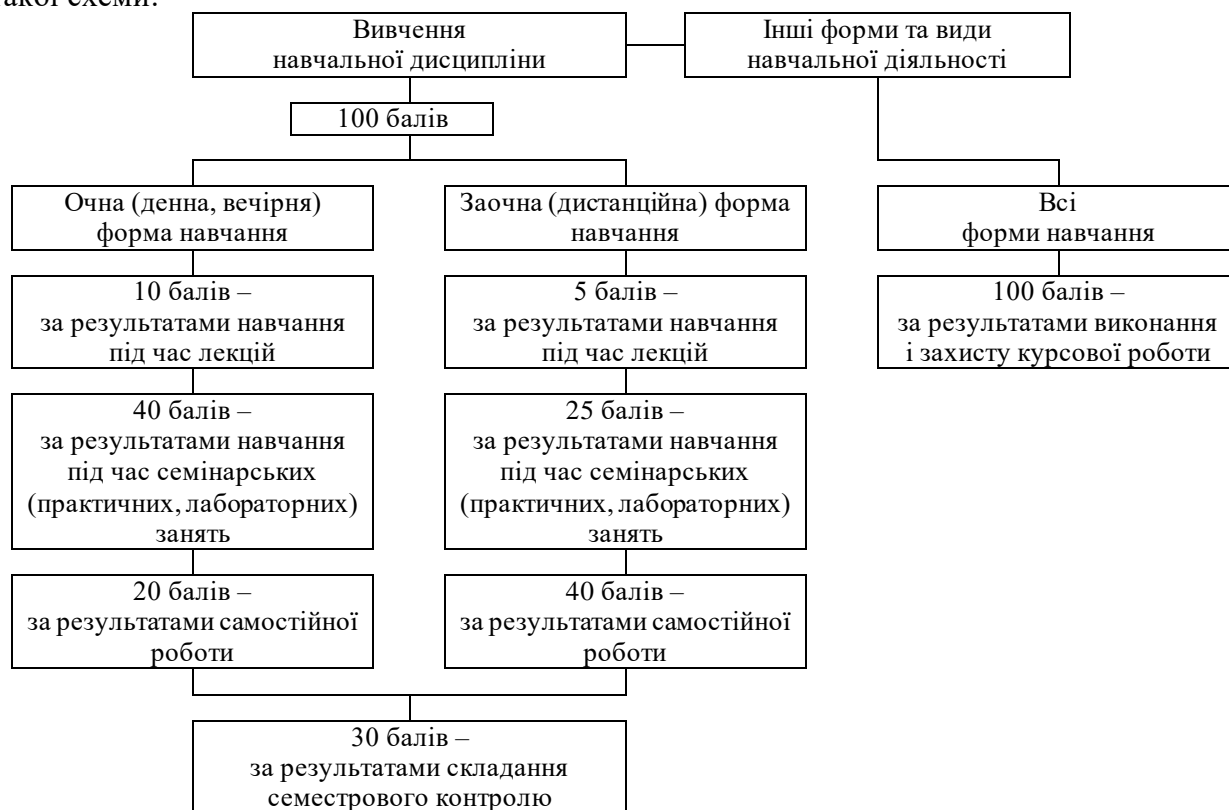 такої схеми:
Вивчення
навчальної дисципліни
Інші форми та види
навчальної діяльності
100 балів
Очна (денна, вечірня)
форма навчання
Заочна (дистанційна) форма
навчання
Всі
форми навчання
10 балів –
за результатами навчання
під час лекцій
5 балів –
за результатами навчання
під час лекцій
100 балів –
за результатами виконання
і захисту курсової роботи
40 балів –
за результатами навчання
під час семінарських
(практичних, лабораторних)
занять
25 балів –
за результатами навчання
під час семінарських
(практичних, лабораторних)
занять
20 балів –
за результатами самостійної
роботи
40 балів –
за результатами самостійної
роботи
30 балів –
за результатами складання
семестрового контролю